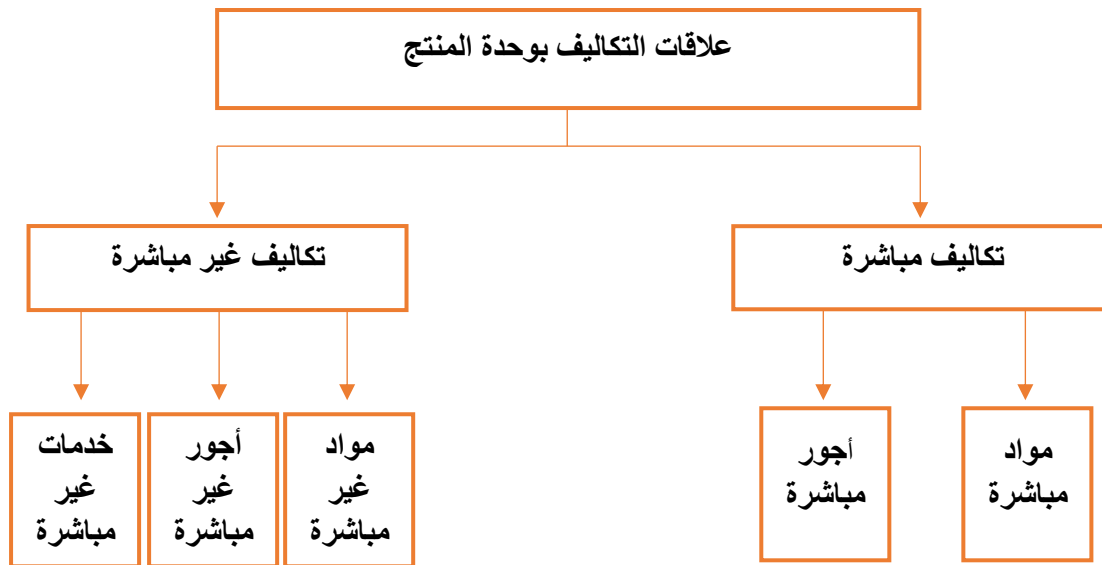 علاقات التكاليف بوحدة المنتج
تكاليف مباشرة
تكاليف غير مباشرة
مواد
مباشرة
أجور
مباشرة
مواد
غير
مباشرة
أجور
غير
مباشرة
خدمات
غير
مباشرة